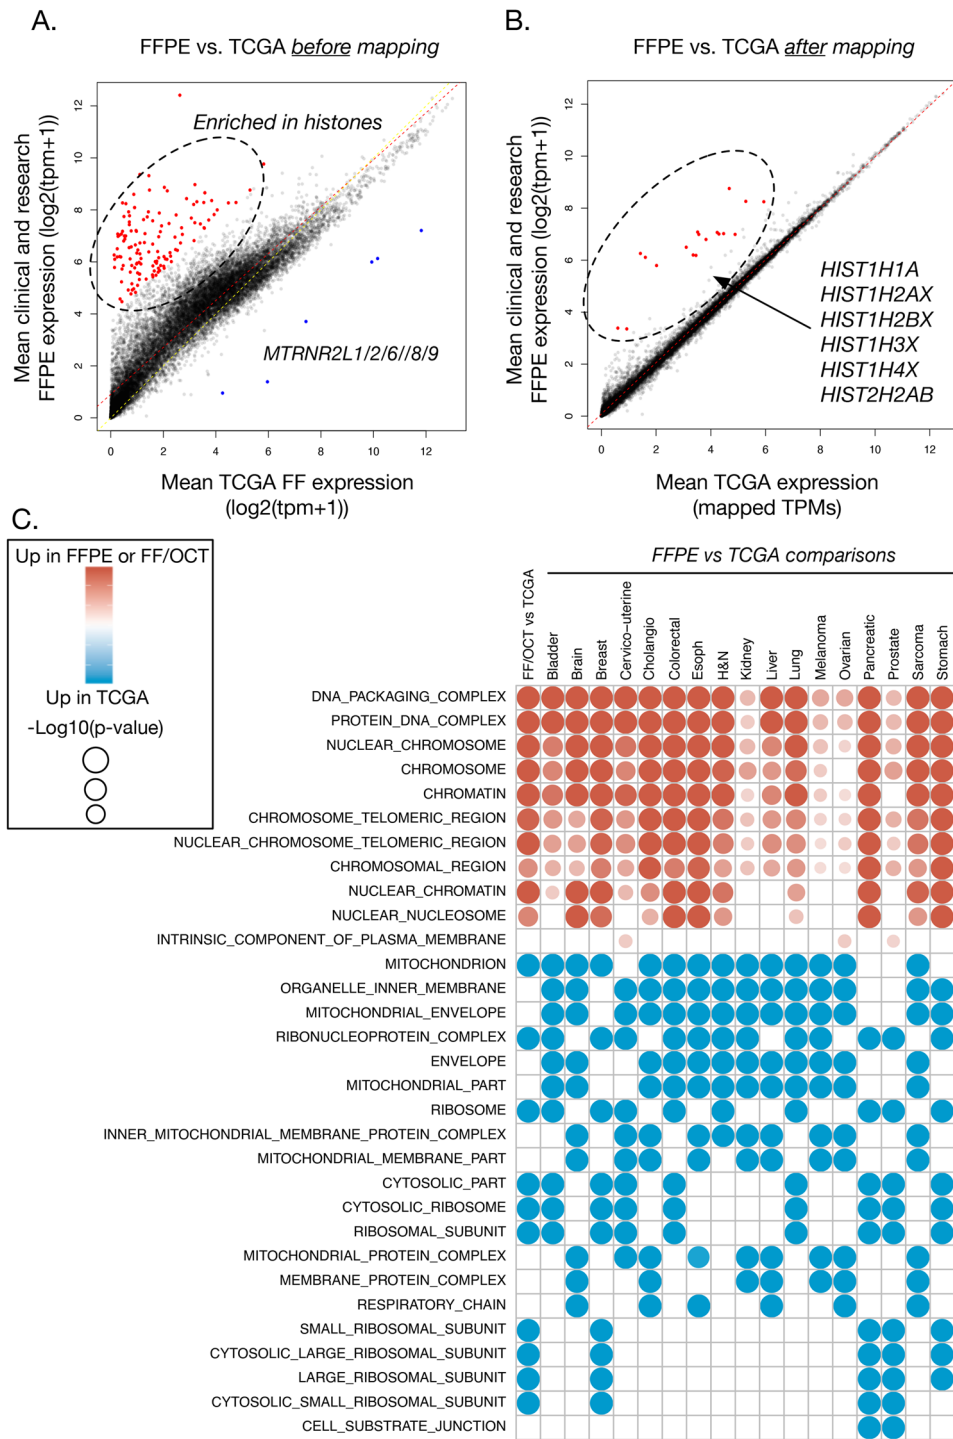 A.
FFPE vs. TCGA before mapping
Mean clinical and research
FFPE expression (log2(tpm+1))
12
10
8
6
4
2
0
Enriched in histones
MTRNR2L1/2/6//8/9
0 2 4 6 8 10 12
Mean TCGA FF expression
(log2(tpm+1))
B.
FFPE vs. TCGA after mapping
Mean clinical and research
FFPE expression (log2(tpm+1))
12
10
8
6
4
2
0
HIST1H1A
HIST1H2AX
HIST1H2BX
HIST1H3X
HIST1H4X
HIST2H2AB
0 2 4 6 8 10 12
Mean TCGA expression
(mapped TPMs)
C.
Up in FFPE or FF/OCT
Up in TCGA
-Log10(p-value)
FFPE vs TCGA comparisons
FF/OCT vs TCGA
Bladder
Brain
Breast
Cervico-uterine
Cholangio
Colorectal
Esoph
H&N
Kidney
Liver
Lung
Melanoma
Ovarian
Pancreatic
Prostate
Sarcoma
Stomach
DNA_PACKAGING_COMPLEX
PROTEIN_DNA_COMPLEX
NUCLEAR_CHROMOSOME
CHROMOSOME
CHROMATIN
CHROMOSOME_TELOMERIC_REGION
NUCLEAR_CHROMOSOME_TELOMERIC_REGION
CHROMOSOMAL_REGION
NUCLEAR_CHROMATIN
NUCLEAR_NUCLEOSOME
INTRINSIC_COMPONENT_OF_PLASMA_MEMBRANE
MITOCHONDRION
ORGANELLE_INNER_MEMBRANE
MITOCHONDRIAL_ENVELOPE
RIBONUCLEOPROTEIN_COMPLEX
ENVELOPE
MITOCHONDRIAL_PART
RIBOSOME
INNER_MITOCHONDRIAL_MEMBRANE_PROTEIN_COMPLEX
MITOCHONDRIAL_MEMBRANE_PART
CYTOSOLIC_PART
CYTOSOLIC_RIBOSOME
RIBOSOMAL_SUBUNIT
MITOCHONDRIAL_PROTEIN_COMPLEX
MEMBRANE_PROTEIN_COMPLEX
RESPIRATORY_CHAIN
SMALL_RIBOSOMAL_SUBUNIT
CYTOSOLIC_LARGE_RIBOSOMAL_SUBUNIT
LARGE_RIBOSOMAL_SUBUNIT
CYTOSOLIC_SMALL_RIBOSOMAL_SUBUNIT
CELL_SUBSTRATE_JUNCTION